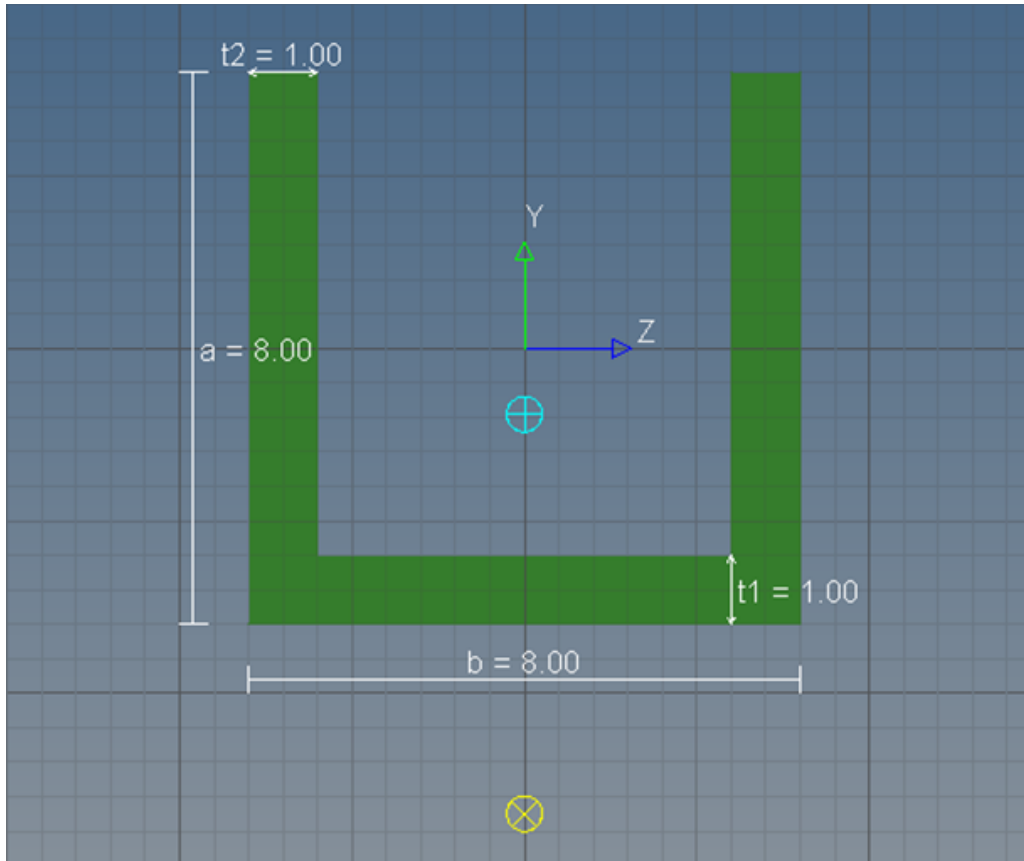 t2 = 1.00
Y
Z
a = 8.00
t1 = 1.00
b = 8.00